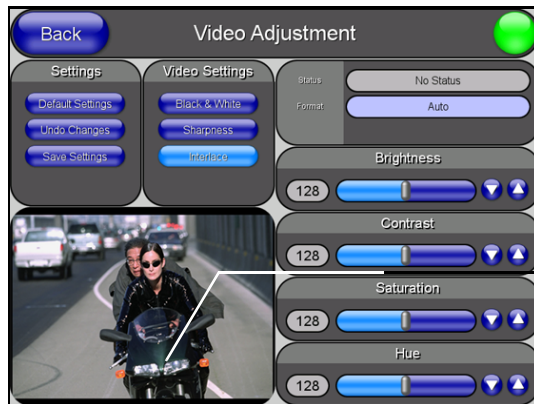 Back
Video Adjustment
Settings
Default Settings
Undo Changes
Save Settings
Video Settings
Black & White
Sharpness
Interlace
Status
No Status
Format
Auto
Brightness
128
Contrast
128
Saturation
128
Hue
128